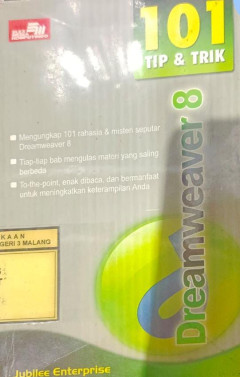 101
TIP & TRIK
Mengungkap 101 rahasia & misteri seputar
Dreamweaver 8
Tiap-tiap bab mengulas materi yang saling
berbeda
To-the-point, enak dibaca, dan bermanfaat
untuk meningkatkan keterampilan Anda
Dreamweaver 8
KAAN
GERI 3 MALANG
Jubilee Enterprise